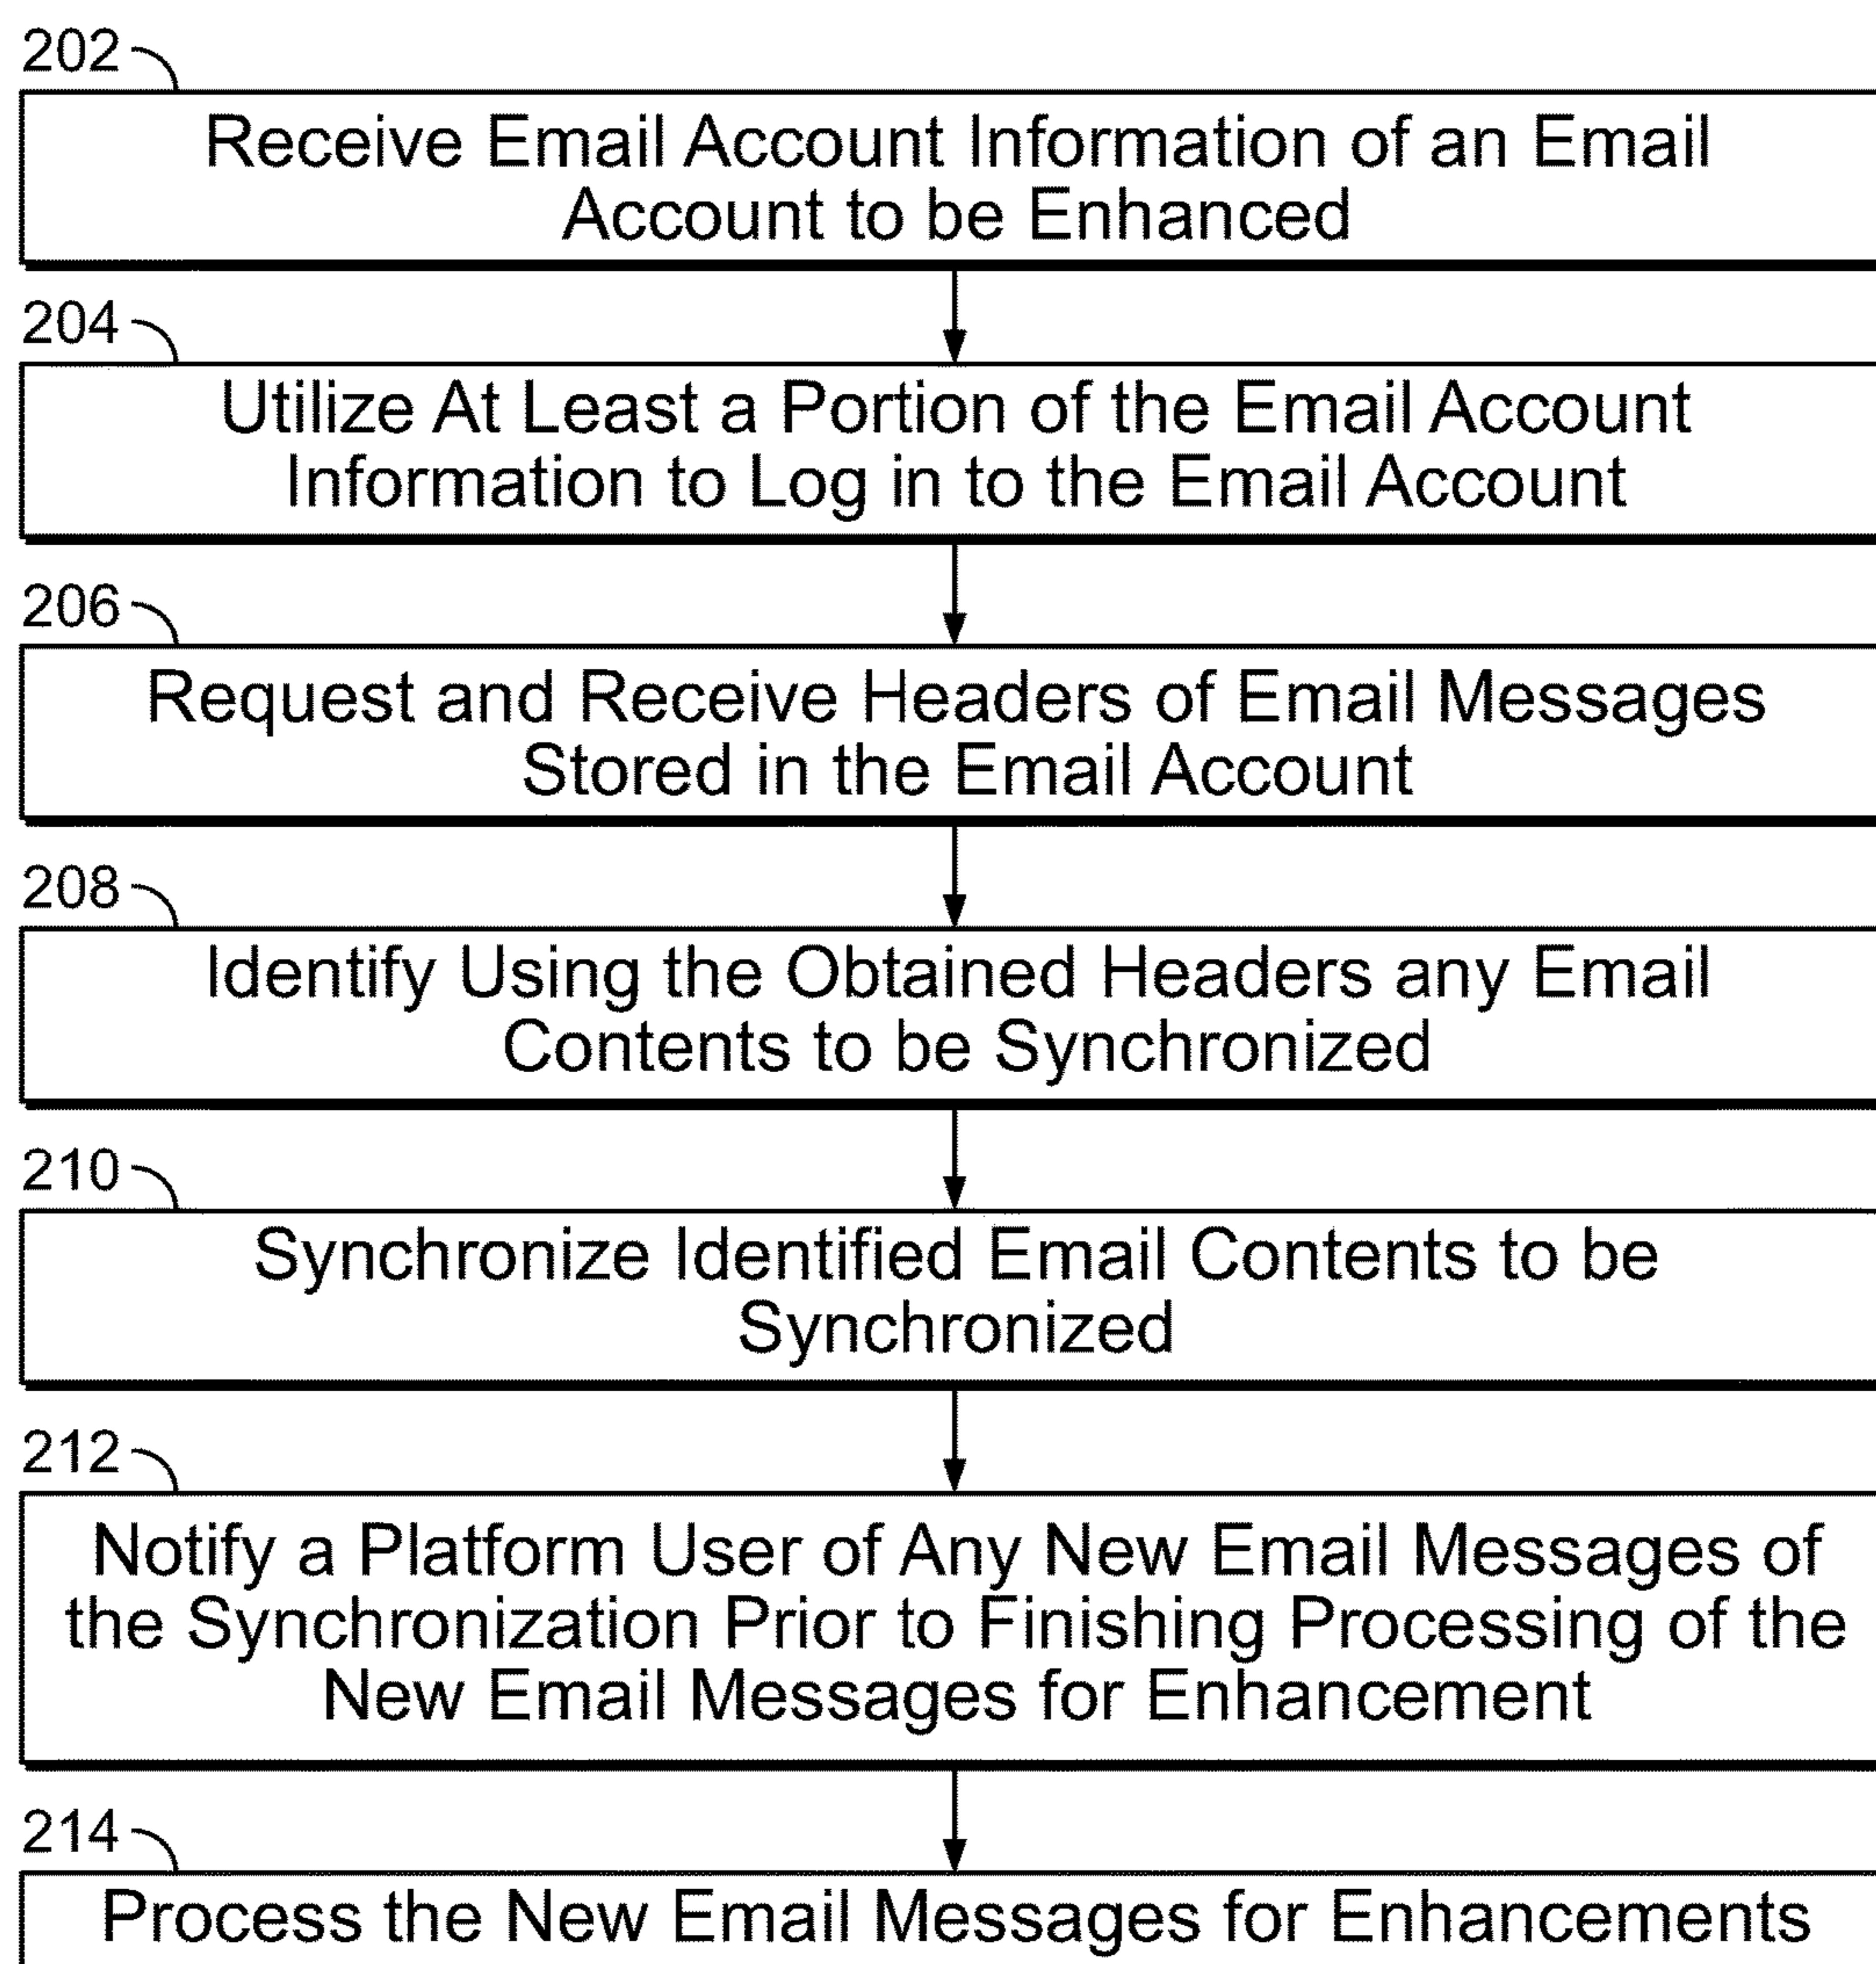 202
Receive Email Account Information of an Email
Account to be Enhanced
204
Utilize At Least a Portion of the Email Account
Information to Log in to the Email Account
206
Request and Receive Headers of Email Messages
Stored in the Email Account
208
Identify Using the Obtained Headers any Email
Contents to be Synchronized
210
Synchronize Identified Email Contents to be
Synchronized
212
Notify a Platform User of Any New Email Messages of
the Synchronization Prior to Finishing Processing of the
New Email Messages for Enhancement
214
Process the New Email Messages for Enhancements